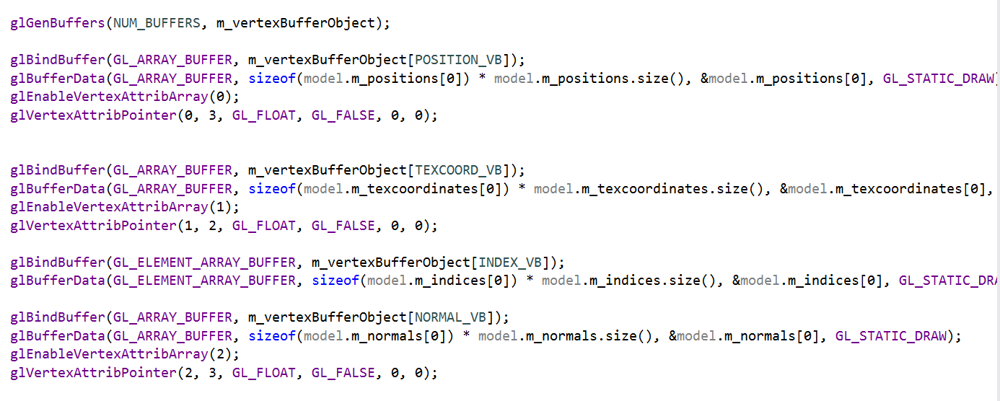 glGenBuffers(NUM_BUFFERS, m_vertexBufferObject);
glBindBuffer(GL_ARRAY_BUFFER, m_vertexBufferObject[POSITION_VB]);
glBufferData(GL_ARRAY_BUFFER, sizeof(model.m_positions[0]) * model.m_positions.size(), &model.m_positions[0], GL_STATIC_DRAW)
glEnableVertexAttribArray(0);
glVertexAttribPointer(0, 3, GL_FLOAT, GL_FALSE, 0, 0);
glBindBuffer(GL_ARRAY_BUFFER, m_vertexBufferObject[TEXCOORD_VB]);
glBufferData(GL_ARRAY_BUFFER, sizeof(model.m_texcoordinates[0]) * model.m_texcoordinates.size(), &model.m_texcoordinates[0],
glEnableVertexAttribArray(1);
glVertexAttribPointer(1, 2, GL_FLOAT, GL_FALSE, 0, 0);
glBindBuffer(GL_ELEMENT_ARRAY_BUFFER, m_vertexBufferObject[INDEX_VB]);
glBufferData(GL_ELEMENT_ARRAY_BUFFER, sizeof(model.m_indices[0]) * model.m_indices.size(), &model.m_indices[0], GL_STATIC_DRA
glBindBuffer(GL_ARRAY_BUFFER, m_vertexBufferObject[NORMAL_VB]);
glBufferData(GL_ARRAY_BUFFER, sizeof(model.m_normals[0]) * model.m_normals.size(), &model.m_normals[0], GL_STATIC_DRAW);
glEnableVertexAttribArray(2);
glVertexAttribPointer(2, 3, GL_FLOAT, GL_FALSE, 0, 0);